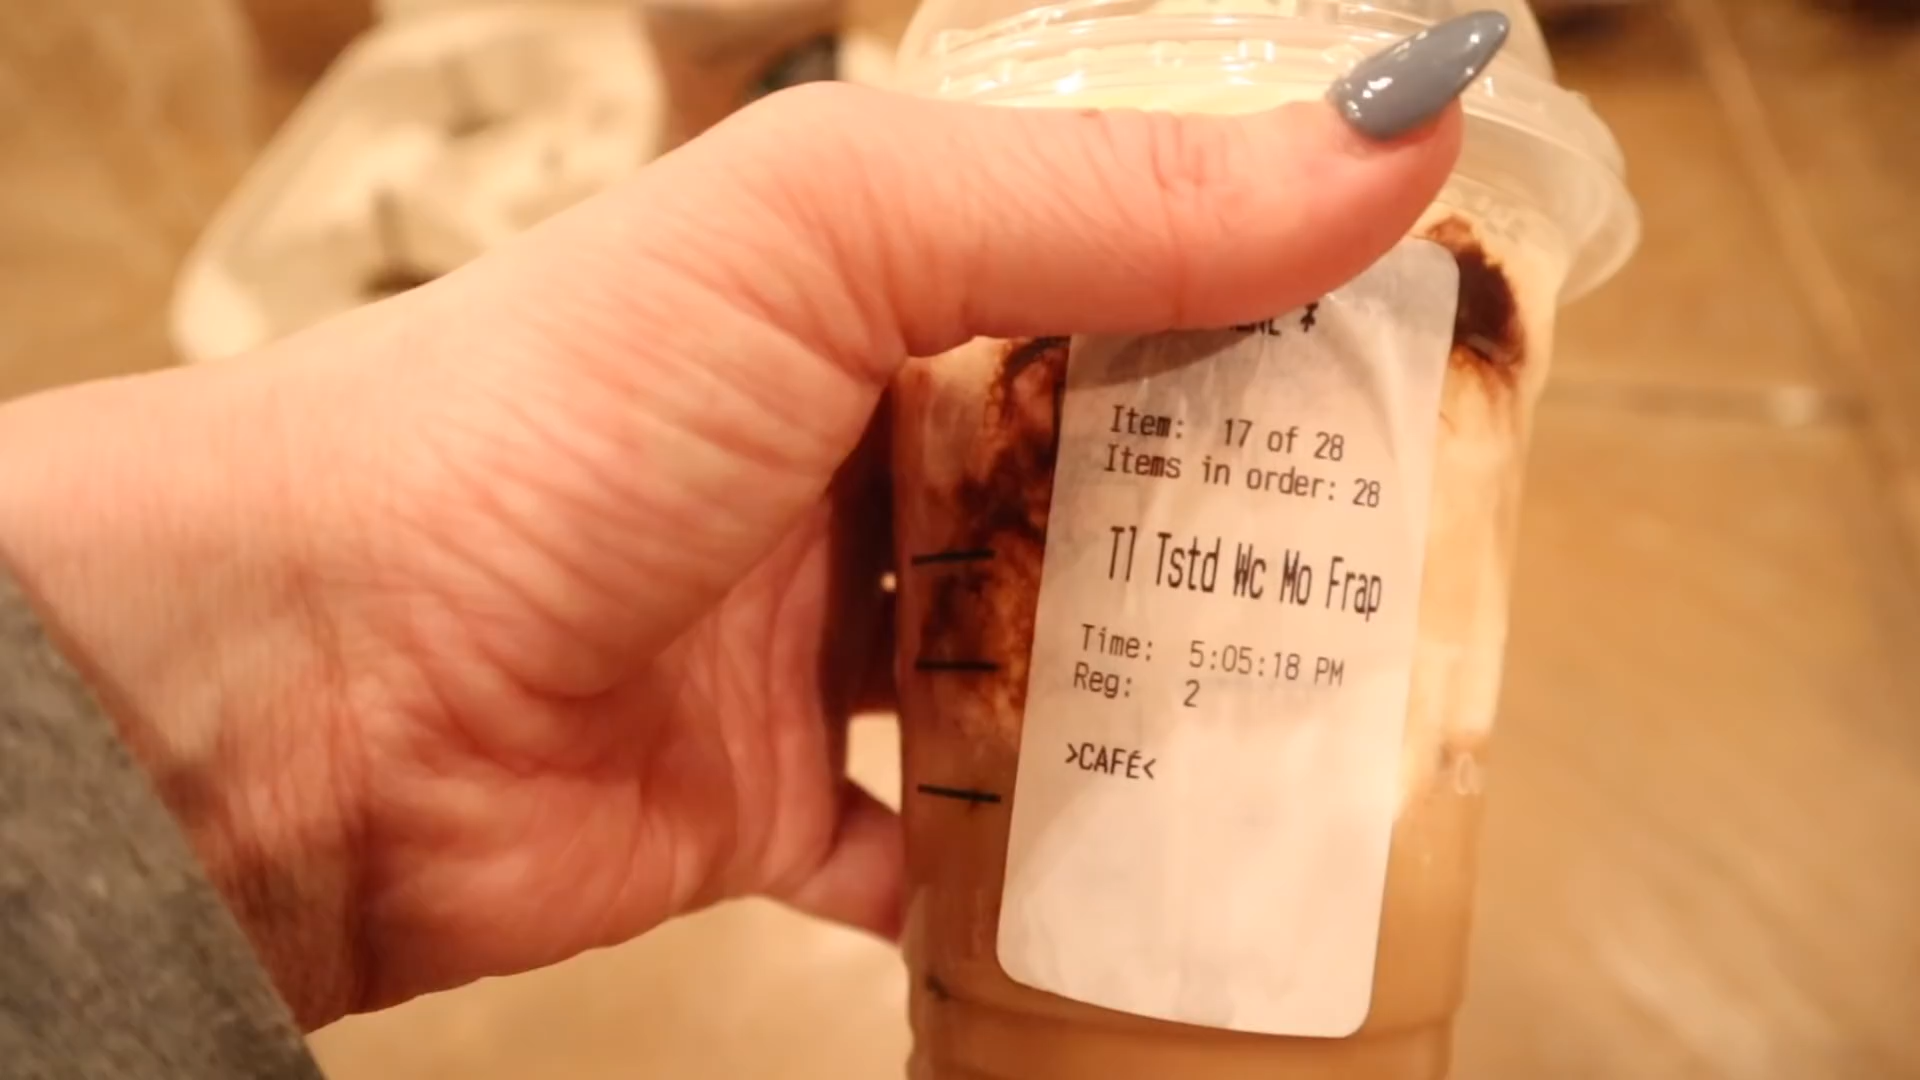 Item: 17 of 28
Items in order: 28
Tl Tstd Wc Mo Frap
Time: 5:05:18 PM
Reg: 2
>CAFÉ<